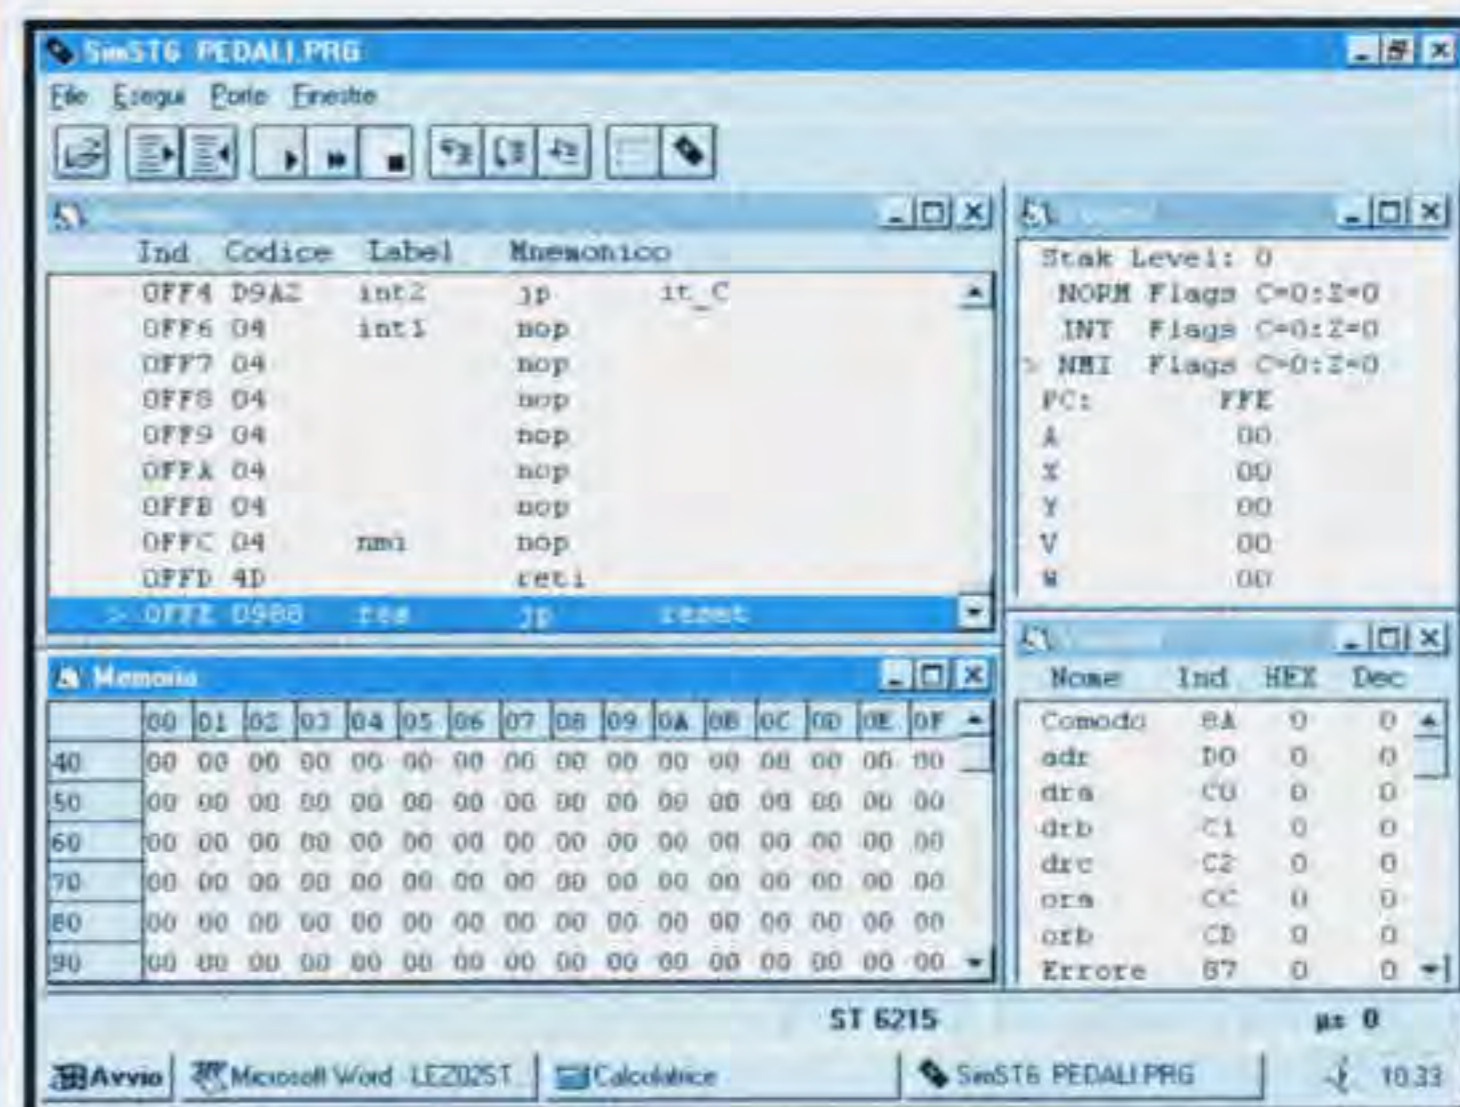 SimST6 PEDALI.PRG
File Esegui Porte Finestre
Ind Codice Label Mnemonico
0FF4 D9A2 int2 jp it_C
0FF6 04 int1 nop
0FF7 04 nop
0FF8 04 nop
0FF9 04 nop
0FFA 04 nop
0FFB 04 nop
0FFC 04 nmi nop
0FFD 4D reti
> 0FFE D988 res jp reset
Stak Level: 0
NORM Flags C=0:Z=0
INT Flags C=0:Z=0
> NMI Flags C=0:Z=0
PC: FFE
A 00
X 00
Y 00
V 00
W 00
Memoria
00 01 02 03 04 05 06 07 08 09 0A 0B 0C 0D 0E 0F
40 00 00 00 00 00 00 00 00 00 00 00 00 00 00 00 00
50 00 00 00 00 00 00 00 00 00 00 00 00 00 00 00 00
60 00 00 00 00 00 00 00 00 00 00 00 00 00 00 00 00
70 00 00 00 00 00 00 00 00 00 00 00 00 00 00 00 00
80 00 00 00 00 00 00 00 00 00 00 00 00 00 00 00 00
90 00 00 00 00 00 00 00 00 00 00 00 00 00 00 00 00
Nome Ind HEX Dec
Comodo 8A 0 0
adr D0 0 0
dra C0 0 0
drb C1 0 0
drc C2 0 0
ora CC 0 0
orb CD 0 0
Errore 87 0 0
ST 6215 µs 0
Avvio Microsoft Word - LEZ02ST Calcolatrice SimST6 PEDALI.PRG 10.33